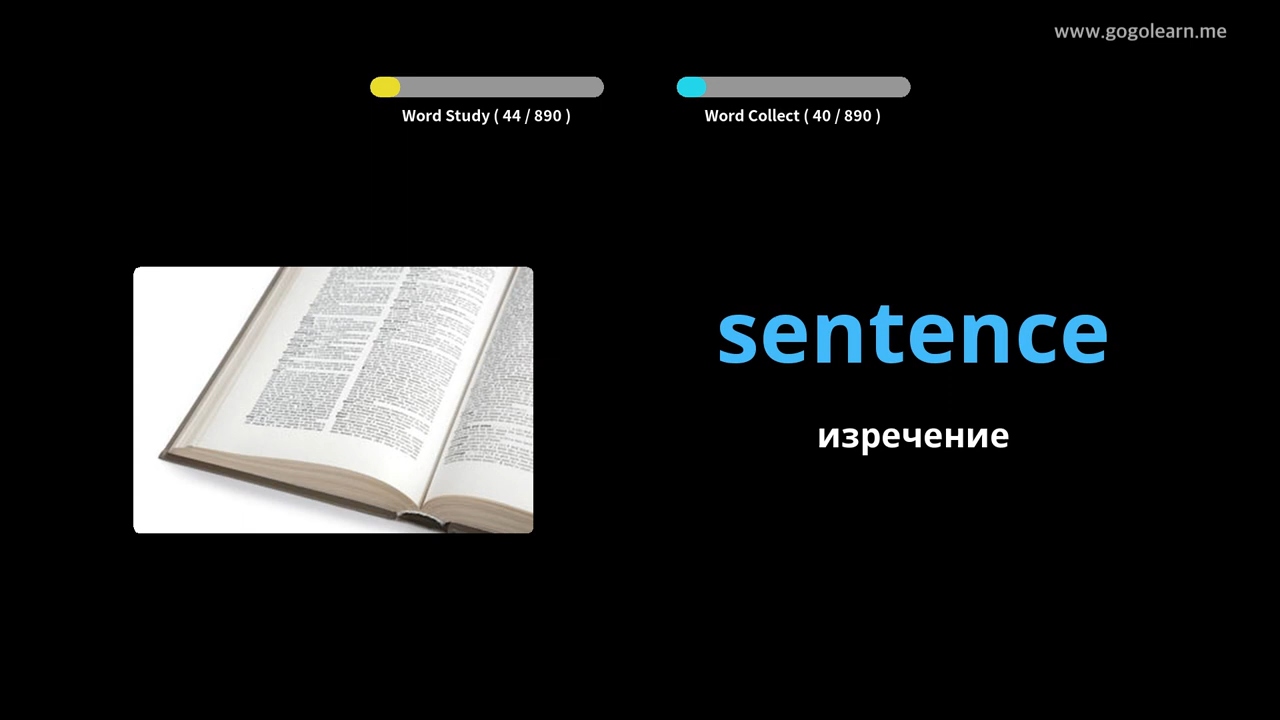 www.gogolearn.me
Word Study ( 44 / 890 )
Word Collect ( 40 / 890 )
sentence
изречение